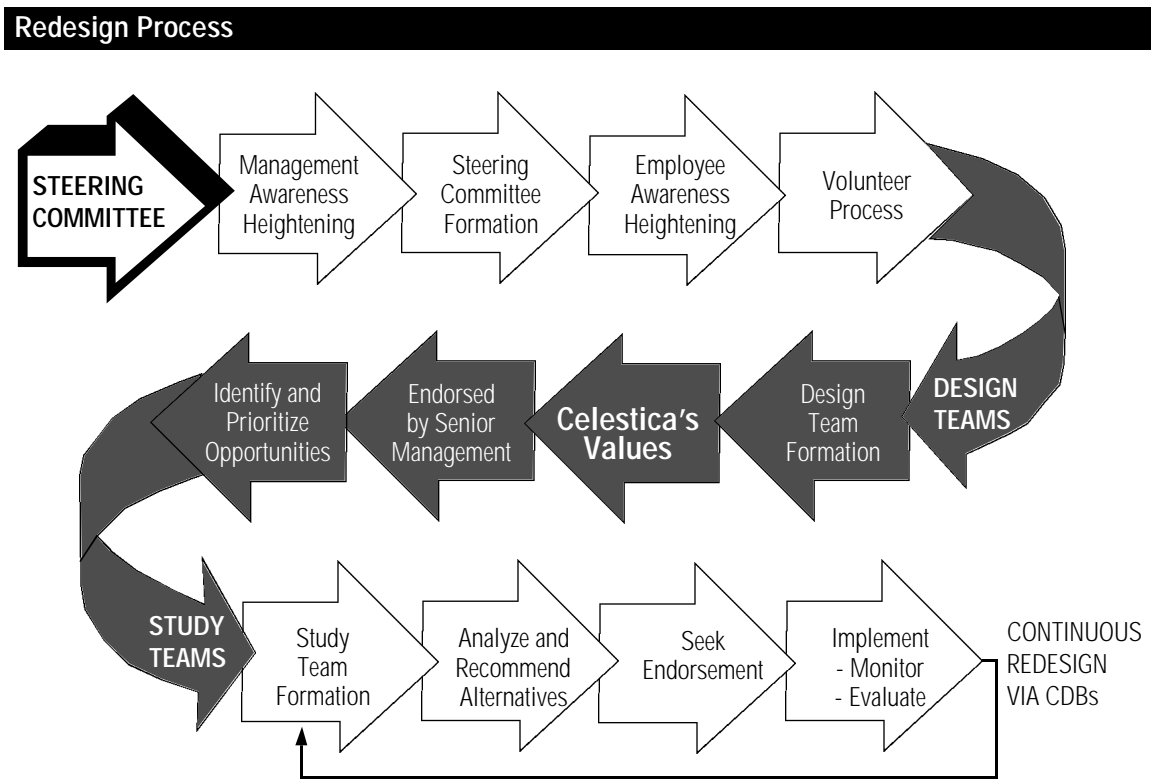 Redesign Process
STEERING
COMMITTEE
Management
Awareness
Heightening
Steering
Committee
Formation
Employee
Awareness
Heightening
Volunteer
Process
DESIGN
TEAMS
Design
Team
Formation
Celestica's
Values
Endorsed
by Senior
Management
Identify and
Prioritize
Opportunities
STUDY
TEAMS
Study
Team
Formation
Analyze and
Recommend
Alternatives
Seek
Endorsement
Implement
- Monitor
- Evaluate
CONTINUOUS
REDESIGN
VIA CDBs